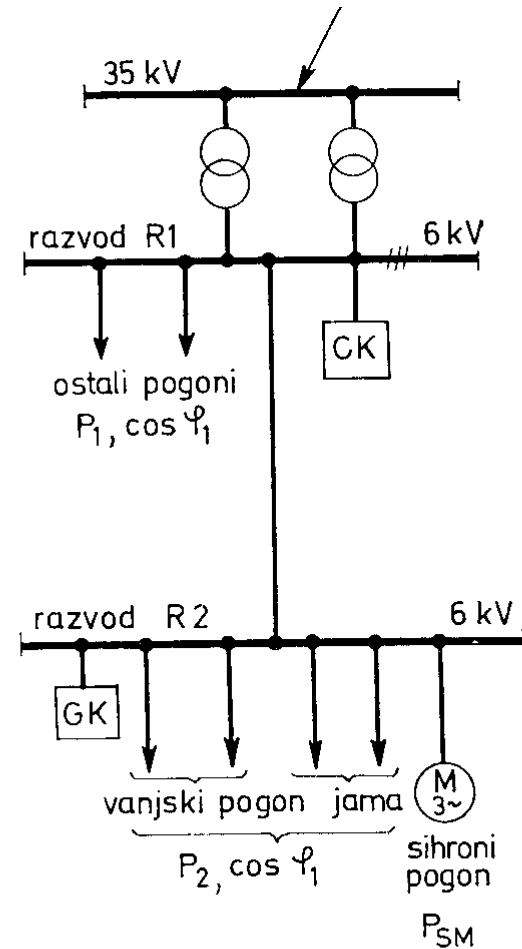 35 kV
razvod R1
6 kV
CK
ostali pogoni
P₁, cos φ₁
razvod R2
6 kV
GK
vanjski pogon
jama
M
3~
P₂, cos φ₁
sihroni
pogon
P_SM